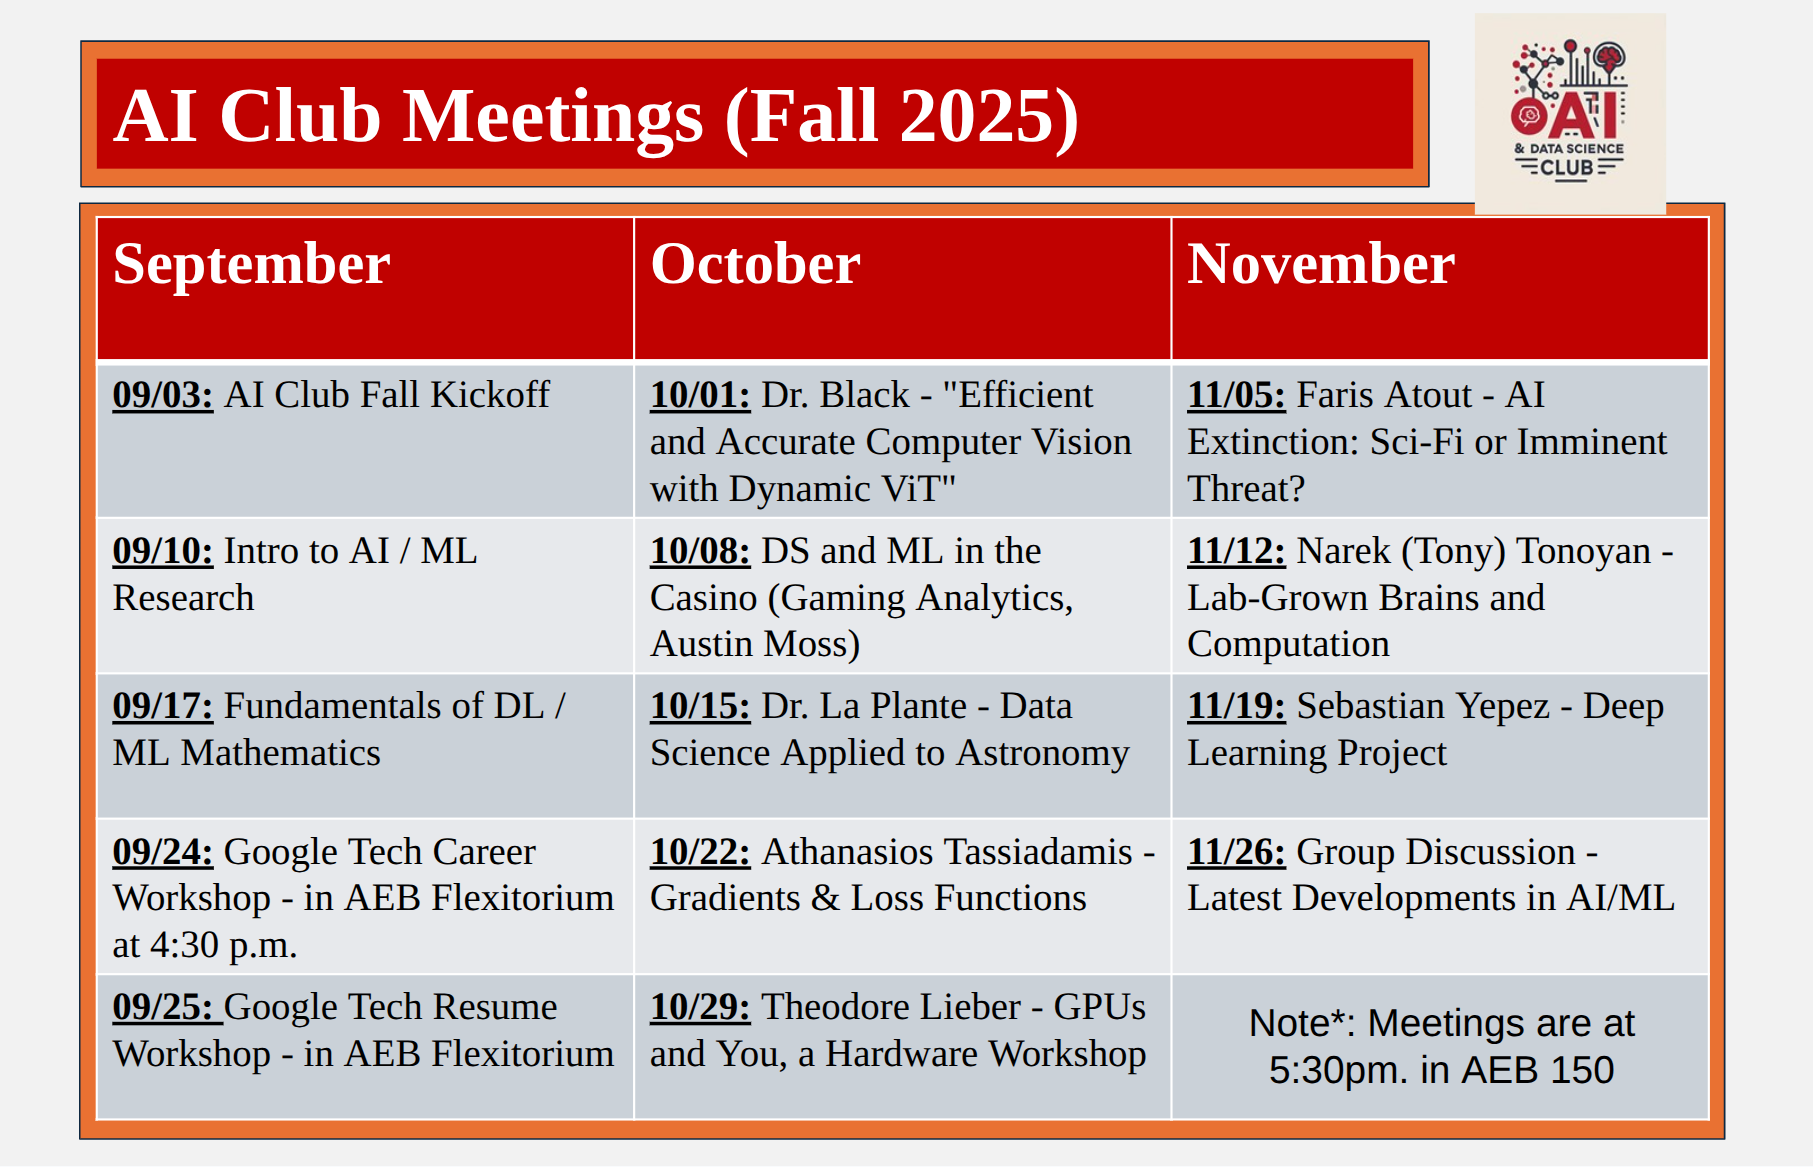 AI Club Meetings (Fall 2025)
AI
& DATA SCIENCE
CLUB
September
October
November
09/03: AI Club Fall Kickoff
10/01: Dr. Black - "Efficient
and Accurate Computer Vision
with Dynamic ViT"
11/05: Faris Atout - AI
Extinction: Sci-Fi or Imminent
Threat?
09/10: Intro to AI / ML
Research
10/08: DS and ML in the
Casino (Gaming Analytics,
Austin Moss)
11/12: Narek (Tony) Tonoyan -
Lab-Grown Brains and
Computation
09/17: Fundamentals of DL /
ML Mathematics
10/15: Dr. La Plante - Data
Science Applied to Astronomy
11/19: Sebastian Yepez - Deep
Learning Project
09/24: Google Tech Career
Workshop - in AEB Flexitorium
at 4:30 p.m.
10/22: Athanasios Tassiadamis -
Gradients & Loss Functions
11/26: Group Discussion -
Latest Developments in AI/ML
09/25: Google Tech Resume
Workshop - in AEB Flexitorium
10/29: Theodore Lieber - GPUs
and You, a Hardware Workshop
Note*: Meetings are at
5:30pm. in AEB 150